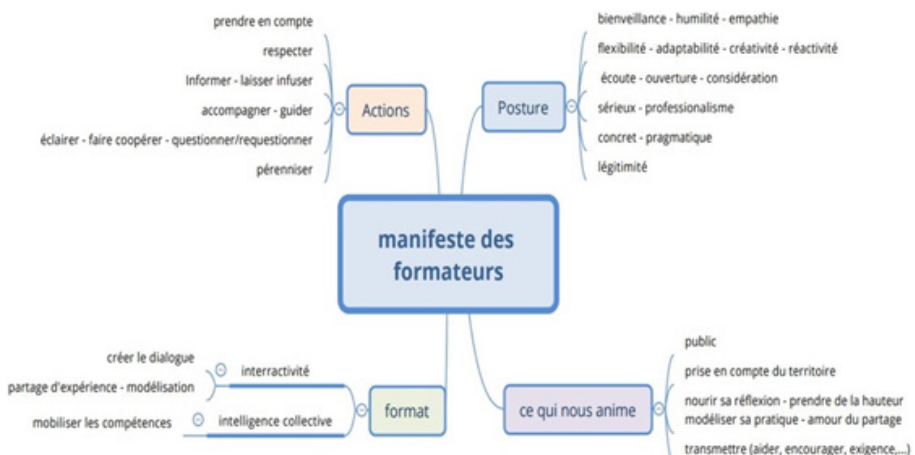 manifeste des
formateurs
Actions
prendre en compte
respecter
Informer - laisser infuser
accompagner - guider
éclairer - faire coopérer - questionner/requestionner
pérenniser
Posture
bienveillance - humilité - empathie
flexibilité - adaptabilité - créativité - réactivité
écoute - ouverture - considération
sérieux - professionalisme
concret - pragmatique
légitimité
format
interractivité
créer le dialogue
partage d'expérience - modélisation
intelligence collective
mobiliser les compétences
ce qui nous anime
public
prise en compte du territoire
nourir sa réflexion - prendre de la hauteur
modéliser sa pratique - amour du partage
transmettre (aider, encourager, exigence,...)